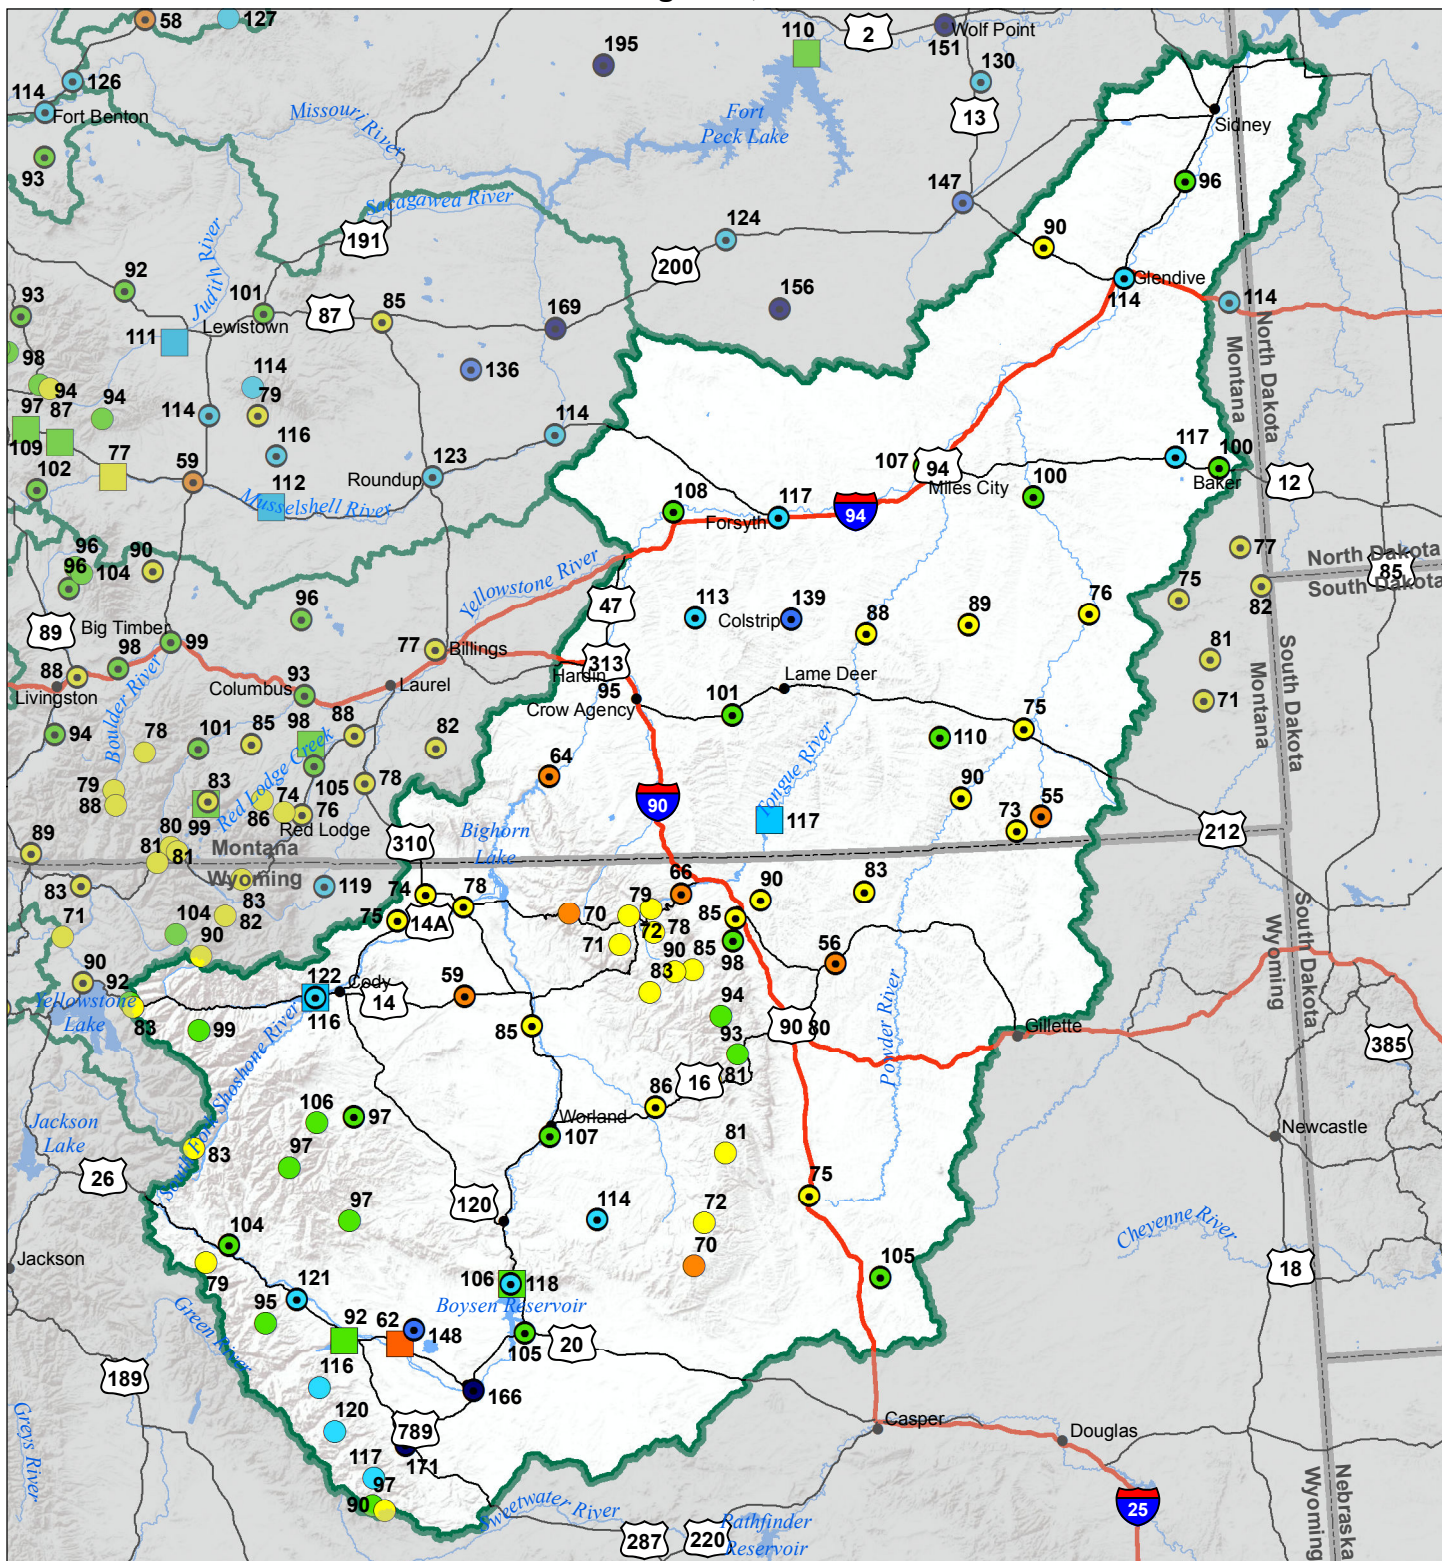 58
127
195
110
2
Wolf Point
151
130
126
114
Fort Benton
Missouri River
Fort
Peck Lake
13
Sidney
93
147
96
Sacagawea River
191
124
90
200
Judith River
92
101
87
85
169
156
Glendive
114
114
93
Lewistown
111
North Dakota
Montana
98
94
114
79
136
97
87
94
114
116
114
109
77
59
123
117
100
102
112
Roundup
107
94
Miles City
100
Baker
12
Musselshell River
108
117
Forsyth
94
96
96
104
90
77
North Dakota
South Dakota
85
Yellowstone River
75
82
96
47
113
139
Colstrip
88
89
76
89
Big Timber
99
77
Billings
313
Hardin
81
South Dakota
Montana
98
88
Livingston
93
Columbus
Laurel
95
Crow Agency
Lame Deer
101
71
94
Boulder River
78
101
85
98
88
82
75
110
79
88
83
Red Lodge Creek
105
78
64
90
Tongue River
90
55
73
86
74
76
Red Lodge
117
80
99
81
81
89
Montana
Wyoming
310
Bighorn
Lake
212
83
83
82
119
74
78
66
90
83
71
104
90
75
14A
70
79
72
78
71
85
98
56
South Dakota
Wyoming
90
92
122
Cody
59
90
85
83
Yellowstone
Lake
83
99
116
14
85
94
93
81
90
80
Powder River
Gillette
385
South Fork Shoshone River
106
97
86
16
Worland
107
Newcastle
Jackson
Lake
83
97
81
26
97
120
114
72
75
Cheyenne River
104
70
105
18
Jackson
79
121
106
118
Boysen Reservoir
95
92
62
148
105
20
Green River
189
116
166
Greys River
120
789
171
Casper
Douglas
117
97
90
Sweetwater River
287
220
Pathfinder
Reservoir
25
Nebraska
Wyoming